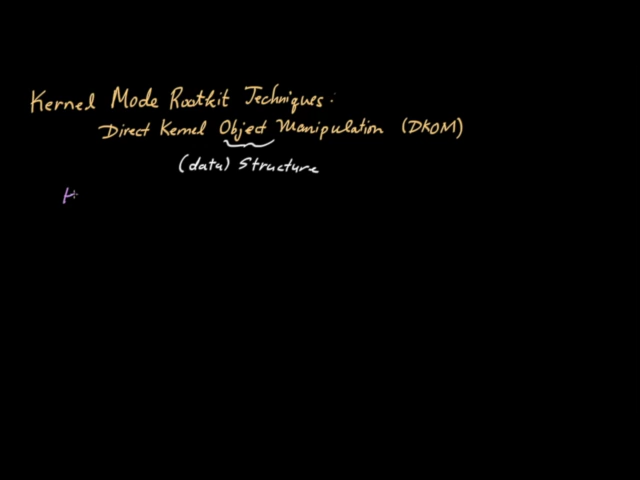 Kernel Mode Rootkit Techniques:
Direct Kernel Object Manipulation (DKOM)
(data) Structure